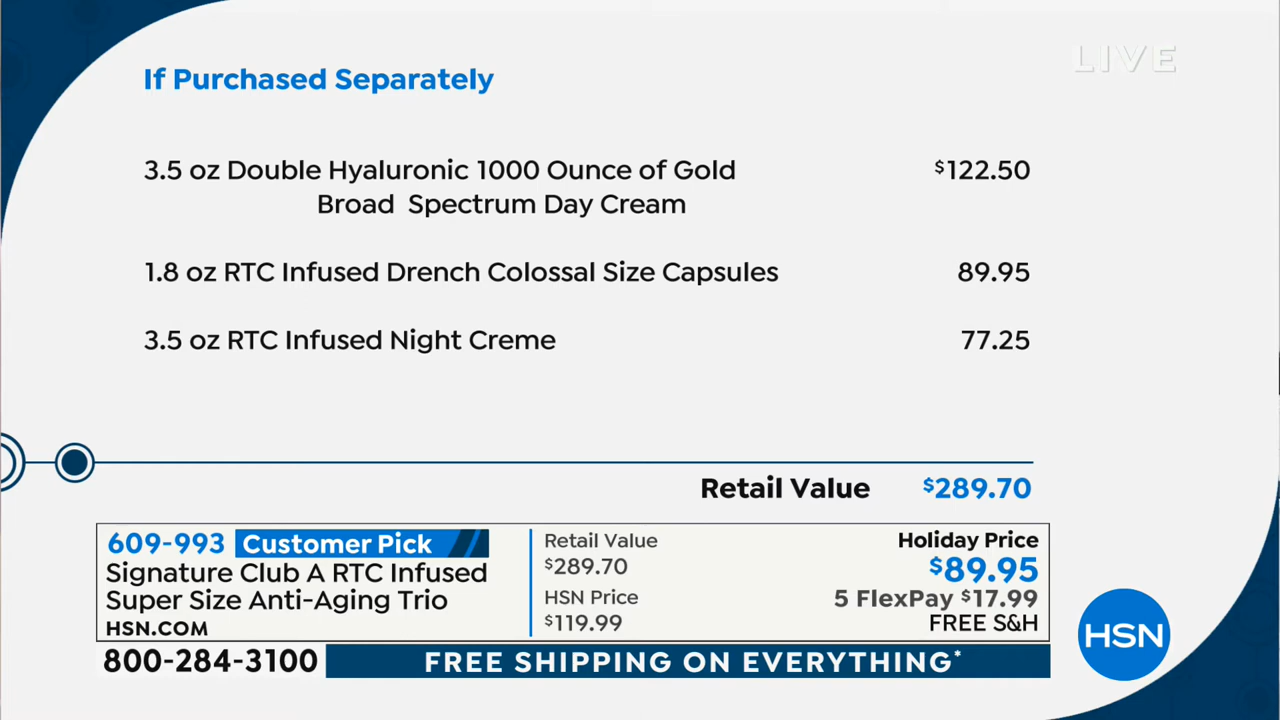 LIVE
If Purchased Separately
3.5 oz Double Hyaluronic 1000 Ounce of Gold $122.50
Broad Spectrum Day Cream
1.8 oz RTC Infused Drench Colossal Size Capsules 89.95
3.5 oz RTC Infused Night Creme 77.25
Retail Value $289.70
609-993 Customer Pick
Signature Club A RTC Infused
Super Size Anti-Aging Trio
HSN.COM
Retail Value
$289.70
HSN Price
$119.99
Holiday Price
$89.95
5 FlexPay $17.99
FREE S&H
HSN
800-284-3100 FREE SHIPPING ON EVERYTHING*